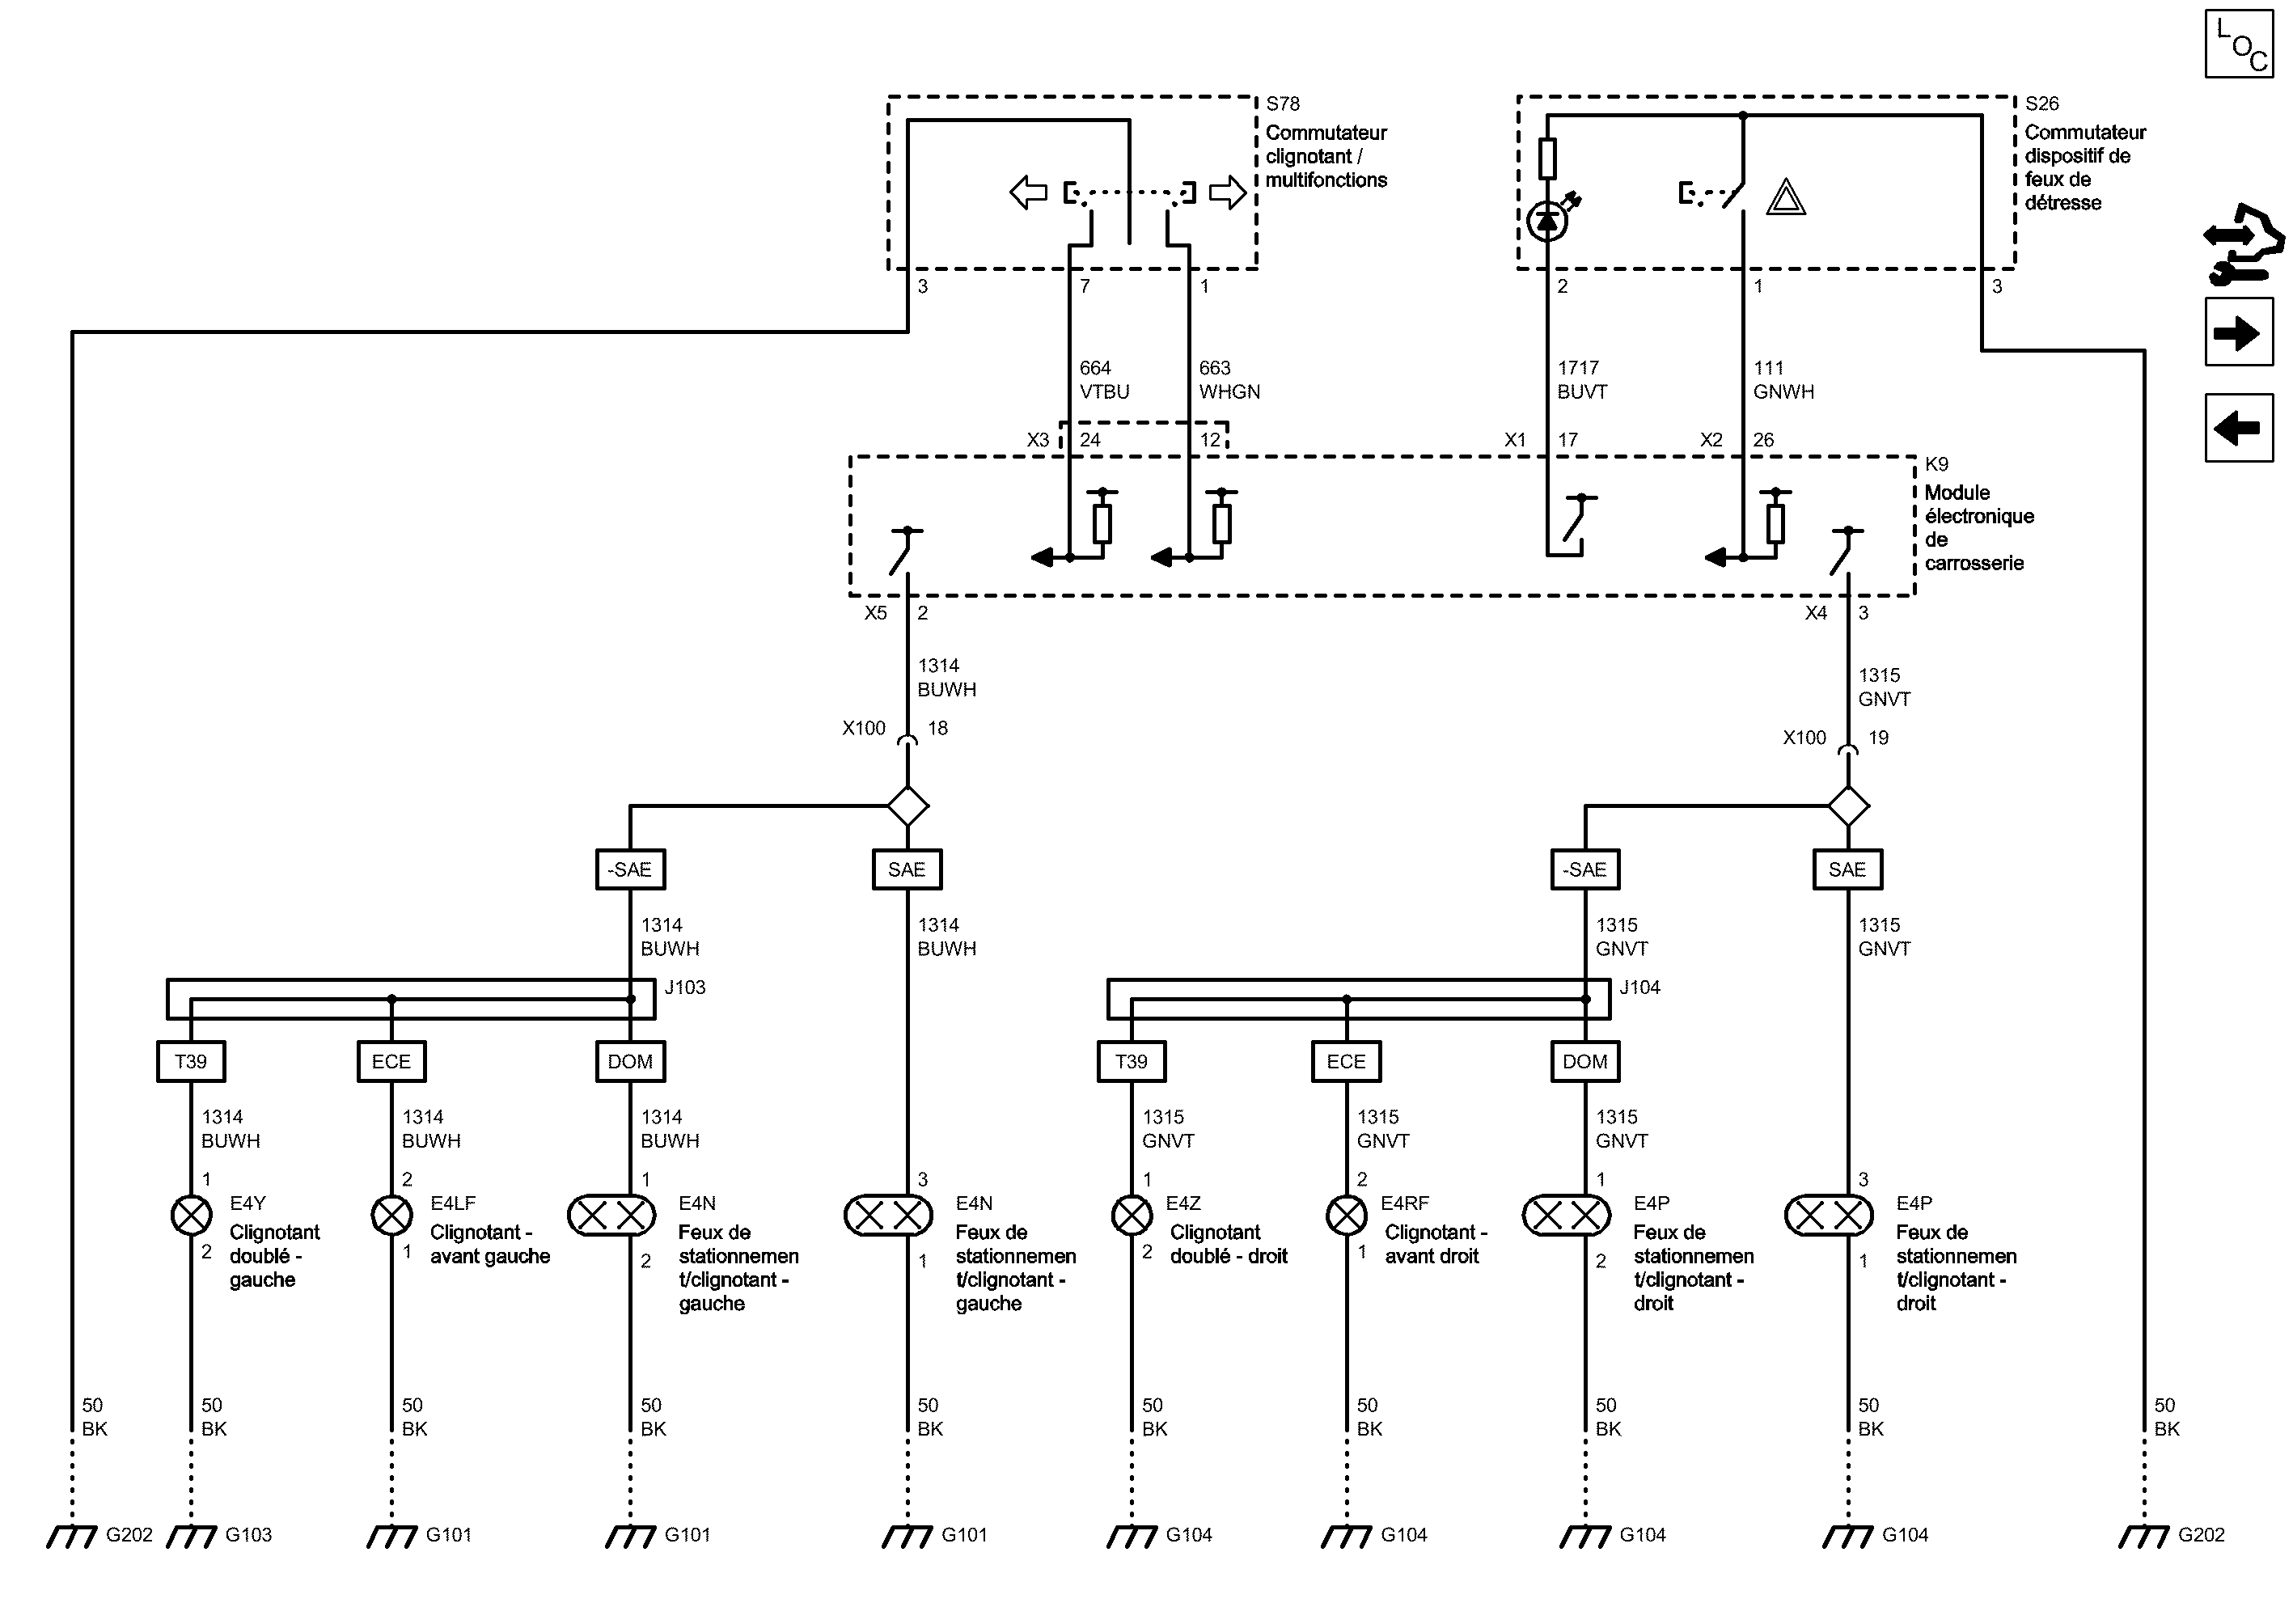 LOC
S78
Commutateur
clignotant /
multifonctions
S26
Commutateur
dispositif de
feux de
détresse
3 7 1 2 1 3
664 663 1717 111
VTBU WHGN BUVT GNWH
X3 24 12 X1 17 X2 26
K9
Module
électronique
de
carrosserie
X5 2 X4 3
1314 1315
BUWH GNVT
X100 18 X100 19
-SAE SAE -SAE SAE
1314 1314 1315 1315
BUWH BUWH GNVT GNVT
J103 J104
T39 ECE DOM T39 ECE DOM
1314 1314 1314 1315 1315 1315
BUWH BUWH BUWH GNVT GNVT GNVT
1 2 1 3 1 2 1 3
E4Y
Clignotant
doublé -
gauche
E4LF
Clignotant -
avant gauche
E4N
Feux de
stationnemen
t/clignotant -
gauche
E4N
Feux de
stationnemen
t/clignotant -
gauche
E4Z
Clignotant
doublé - droit
E4RF
Clignotant -
avant droit
E4P
Feux de
stationnemen
t/clignotant -
droit
E4P
Feux de
stationnemen
t/clignotant -
droit
2 1 2 1 2 1 2 1
50 50 50 50 50 50 50 50 50 50
BK BK BK BK BK BK BK BK BK BK
G202 G103 G101 G101 G101 G104 G104 G104 G104 G202